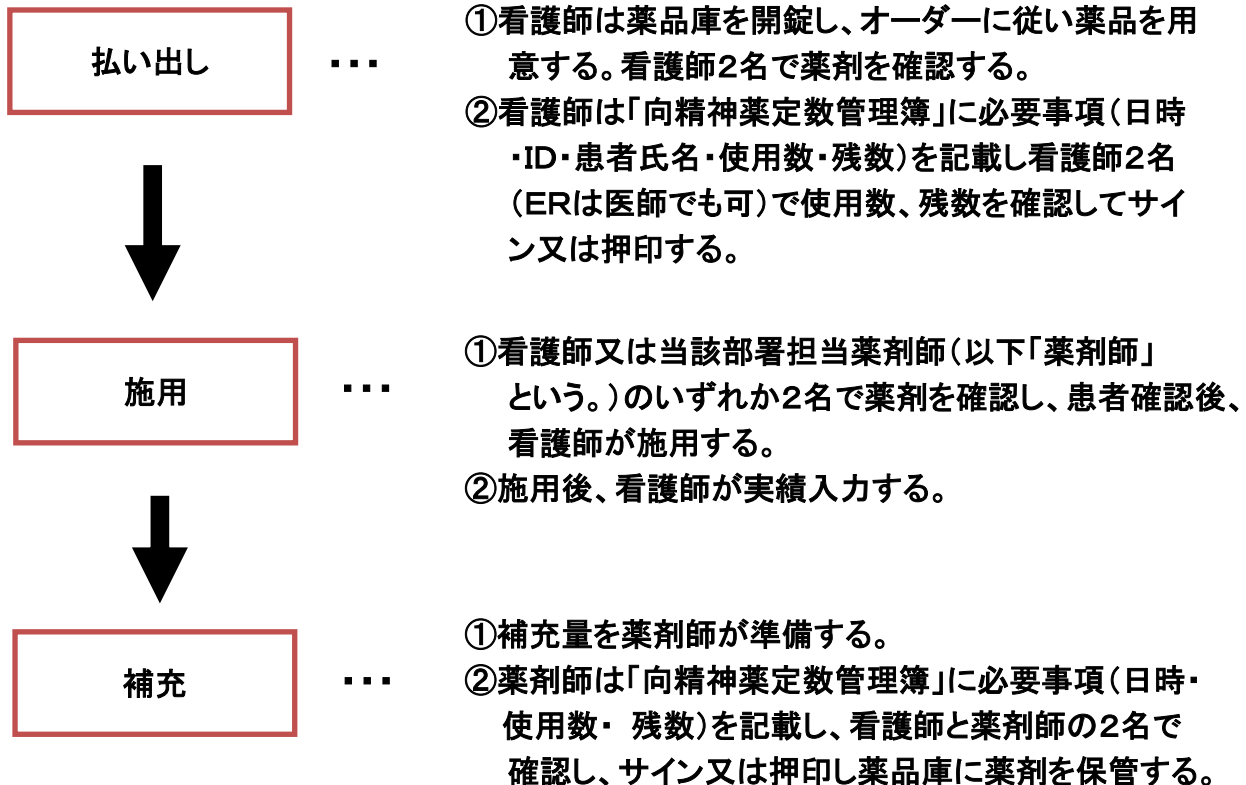 払い出し
・・・
①看護師は薬品庫を開錠し、オーダーに従い薬品を用
意する。看護師2名で薬剤を確認する。
②看護師は「向精神薬定数管理簿」に必要事項(日時
・ID・患者氏名・使用数・残数)を記載し看護師2名
(ERは医師でも可)で使用数、残数を確認してサイ
ン又は押印する。
施用
・・・
①看護師又は当該部署担当薬剤師(以下「薬剤師」
という。)のいずれか2名で薬剤を確認し、患者確認後、
看護師が施用する。
②施用後、看護師が実績入力する。
補充
・・・
①補充量を薬剤師が準備する。
②薬剤師は「向精神薬定数管理簿」に必要事項(日時・
使用数・ 残数)を記載し、看護師と薬剤師の2名で
確認し、サイン又は押印し薬品庫に薬剤を保管する。